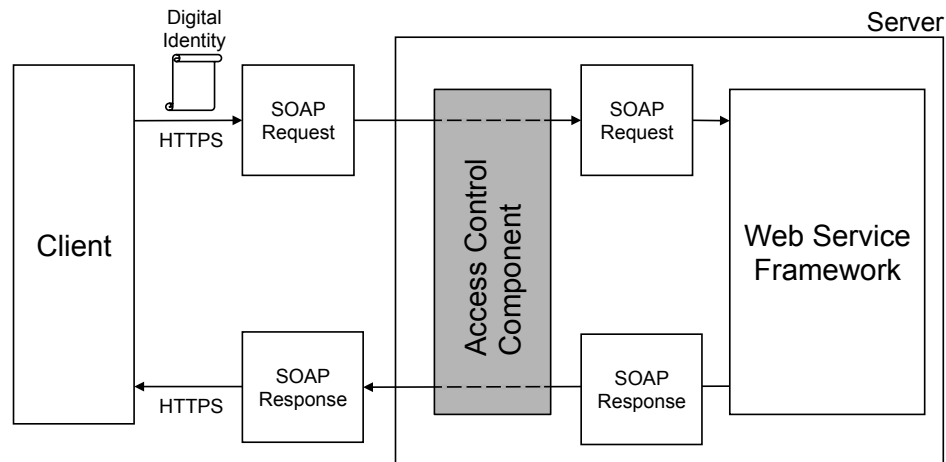 Digital
Identity
Server
SOAP
Request
SOAP
Request
HTTPS
Client
Access Control
Component
Web Service
Framework
SOAP
Response
SOAP
Response
HTTPS